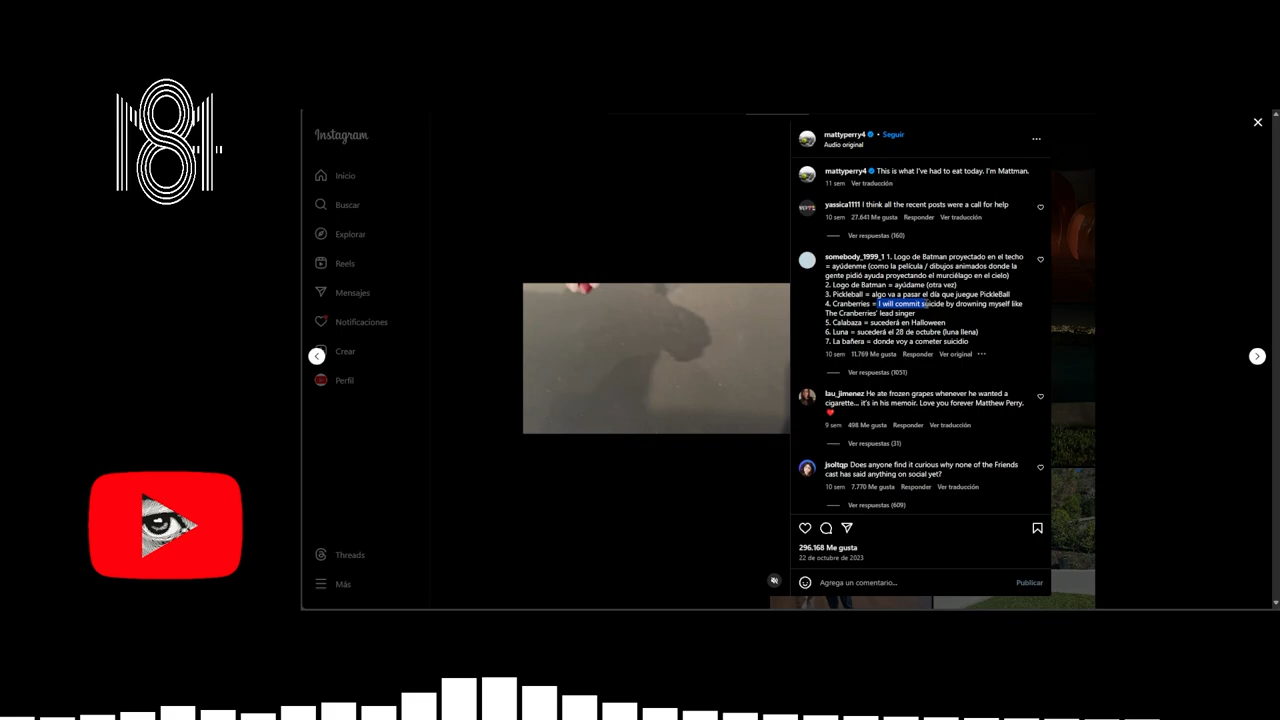 Instagram
Inicio
Buscar
Explorar
Reels
Mensajes
Notificaciones
Crear
Perfil
Threads
Más
mattyperry4 • Seguir
Audio original
mattyperry4 This is what I've had to eat today. I'm Mattman.
11 sem Ver traducción
yassica1111 I think all the recent posts were a call for help
10 sem 27.641 Me gusta Responder Ver traducción
Ver respuestas (160)
somebody_1999_1 1. Logo de Batman proyectado en el techo
= ayúdenme (como la película / dibujos animados donde la
gente pidió ayuda proyectando el murciélago en el cielo)
2. Logo de Batman = ayúdame (otra vez)
3. Pickleball = algo va a pasar el día que juegue PickleBall
4. Cranberries = I will commit suicide by drowning myself like
The Cranberries' lead singer
5. Calabaza = sucederá en Halloween
6. Luna = sucederá el 28 de octubre (luna llena)
7. La bañera = donde voy a cometer suicidio
10 sem 11.769 Me gusta Responder Ver original
Ver respuestas (1051)
lau_jimenez He ate frozen grapes whenever he wanted a
cigarette... it's in his memoir. Love you forever Matthew Perry.
9 sem 498 Me gusta Responder Ver traducción
Ver respuestas (31)
jsoltqp Does anyone find it curious why none of the Friends
cast has said anything on social yet?
10 sem 7.770 Me gusta Responder Ver traducción
Ver respuestas (609)
296.168 Me gusta
22 de octubre de 2023
Agrega un comentario...
Publicar